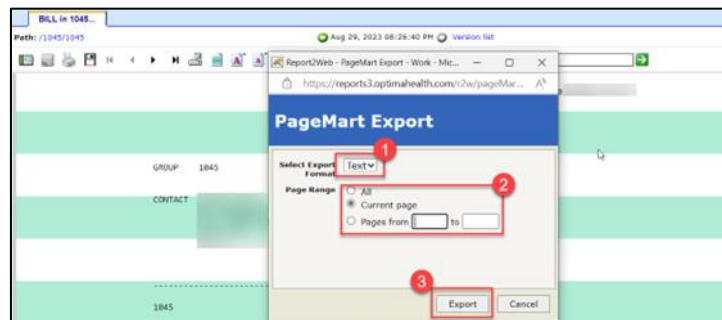 BILL in 1045...
Path: /1045/1045
Aug 29, 2023 08:26:40 PM
Version list
Report2Web - PageMart Export - Work - Mic...
https://reports3.optimahealth.com/r2w/pageMar...
PageMart Export
1
Select Export Format
Text
2
Page Range
All
Current page
Pages from
to
GROUP 1045
CONTACT
3
Export
Cancel
1045